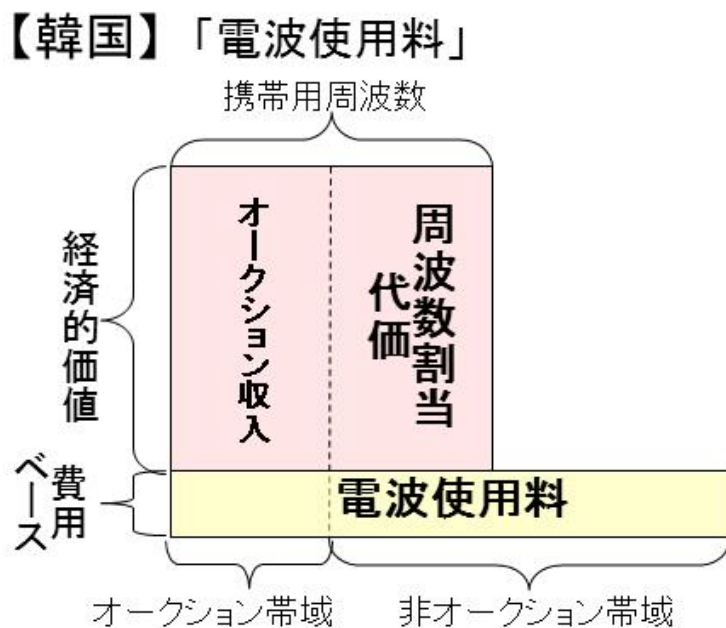 【韓国】「電波使用料」
携帯用周波数
経済的価値
オークション収入
周波数割当
代価
費用
ベース
電波使用料
オークション帯域
非オークション帯域